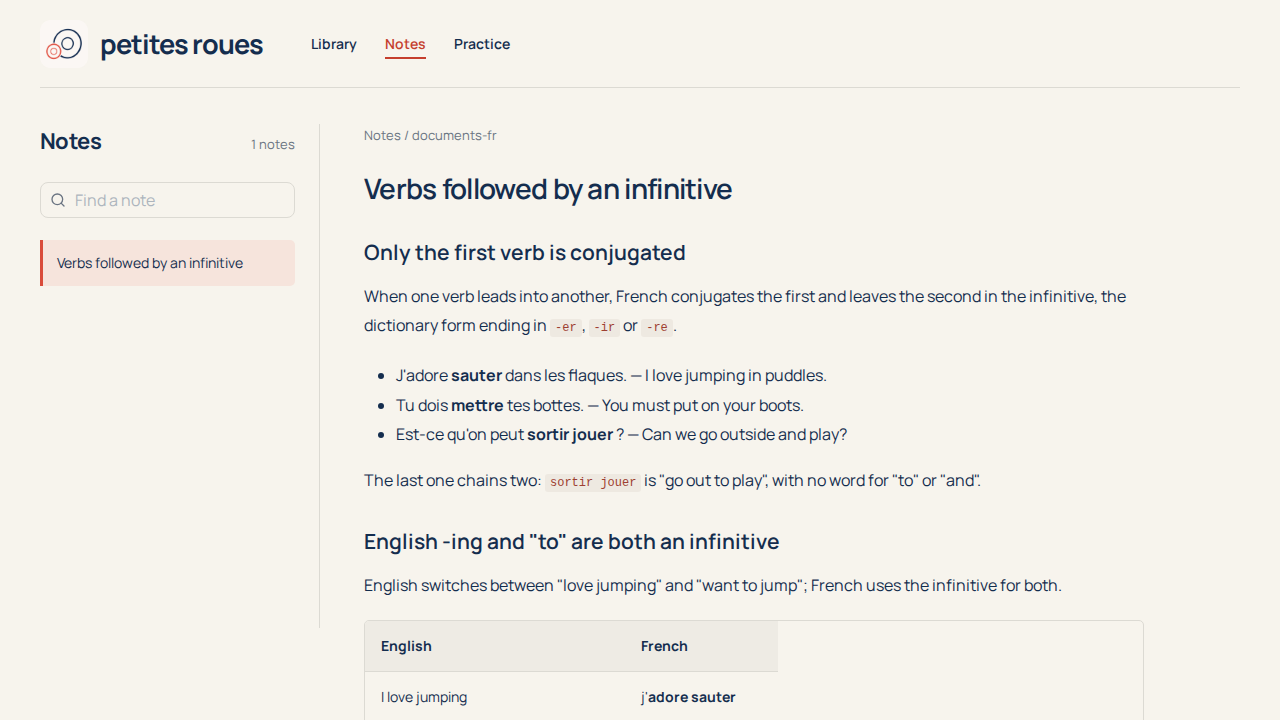 petites roues
Library
Notes
Practice
Notes
1 notes
Find a note
Verbs followed by an infinitive
Notes / documents-fr
Verbs followed by an infinitive
Only the first verb is conjugated
When one verb leads into another, French conjugates the first and leaves the second in the infinitive, the
dictionary form ending in -er, -ir or -re.
J'adore sauter dans les flaques. — I love jumping in puddles.
Tu dois mettre tes bottes. — You must put on your boots.
Est-ce qu'on peut sortir jouer ? — Can we go outside and play?
The last one chains two: sortir jouer is "go out to play", with no word for "to" or "and".
English -ing and "to" are both an infinitive
English switches between "love jumping" and "want to jump"; French uses the infinitive for both.
English French
I love jumping j'adore sauter